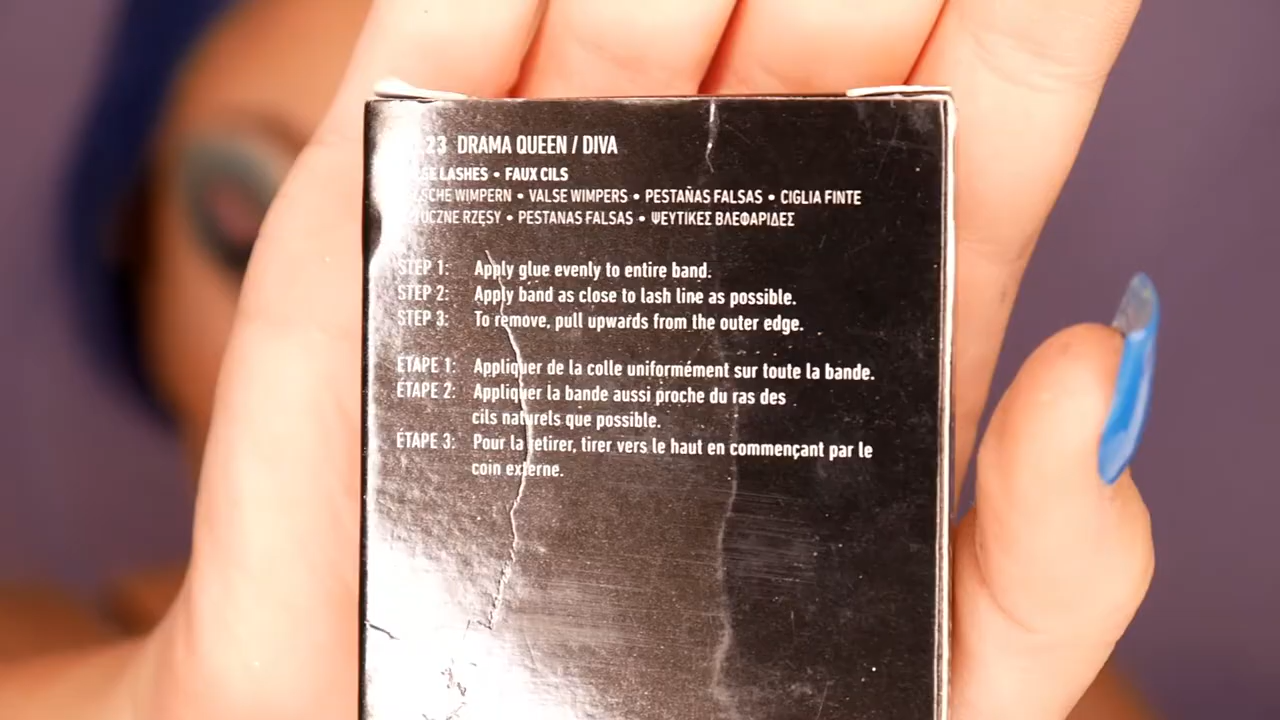 23 DRAMA QUEEN / DIVA
LASHES • FAUX CILS
WIMPERN • VALSE WIMPERS • PESTAÑAS FALSAS • CIGLIA FINTE
RZĘSY • PESTANAS FALSAS • ΨΕΥΤΙΚΕΣ ΒΛΕΦΑΡΙΔΕΣ
STEP 1: Apply glue evenly to entire band.
STEP 2: Apply band as close to lash line as possible.
STEP 3: To remove, pull upwards from the outer edge.
ÉTAPE 1: Appliquer de la colle uniformément sur toute la bande.
ÉTAPE 2: Appliquer la bande aussi proche du ras des
cils naturels que possible.
ÉTAPE 3: Pour la retirer, tirer vers le haut en commençant par le
coin externe.